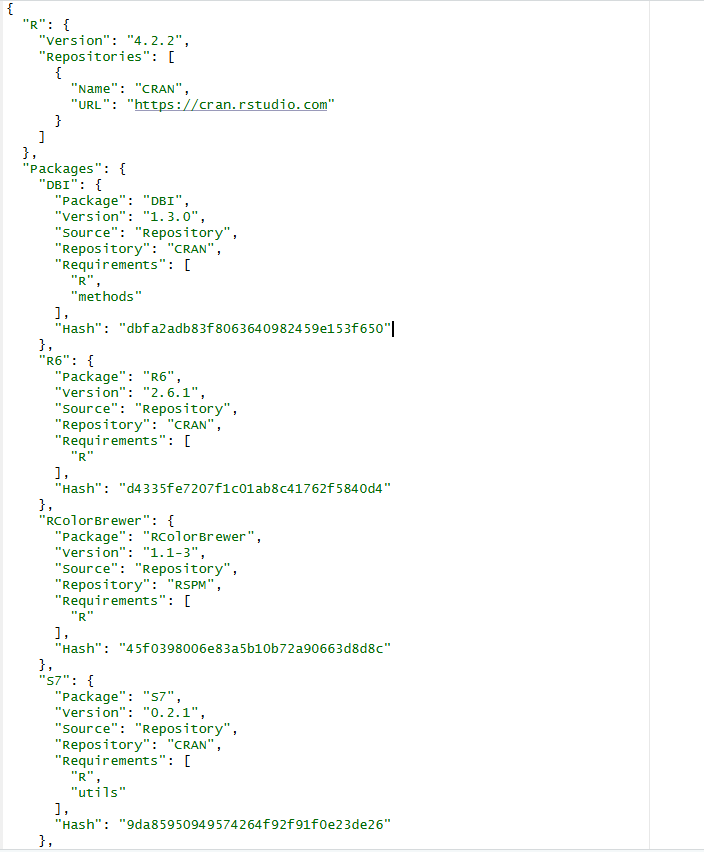 {
  "R": {
    "Version": "4.2.2",
    "Repositories": [
      {
        "Name": "CRAN",
        "URL": "https://cran.rstudio.com"
      }
    ]
  },
  "Packages": {
    "DBI": {
      "Package": "DBI",
      "Version": "1.3.0",
      "Source": "Repository",
      "Repository": "CRAN",
      "Requirements": [
        "R",
        "methods"
      ],
      "Hash": "dbfa2adb83f8063640982459e153f650"
    },
    "R6": {
      "Package": "R6",
      "Version": "2.6.1",
      "Source": "Repository",
      "Repository": "CRAN",
      "Requirements": [
        "R"
      ],
      "Hash": "d4335fe7207f1c01ab8c41762f5840d4"
    },
    "RColorBrewer": {
      "Package": "RColorBrewer",
      "Version": "1.1-3",
      "Source": "Repository",
      "Repository": "RSPM",
      "Requirements": [
        "R"
      ],
      "Hash": "45f0398006e83a5b10b72a90663d8d8c"
    },
    "S7": {
      "Package": "S7",
      "Version": "0.2.1",
      "Source": "Repository",
      "Repository": "CRAN",
      "Requirements": [
        "R",
        "utils"
      ],
      "Hash": "9da85950949574264f92f91f0e23de26"
    },